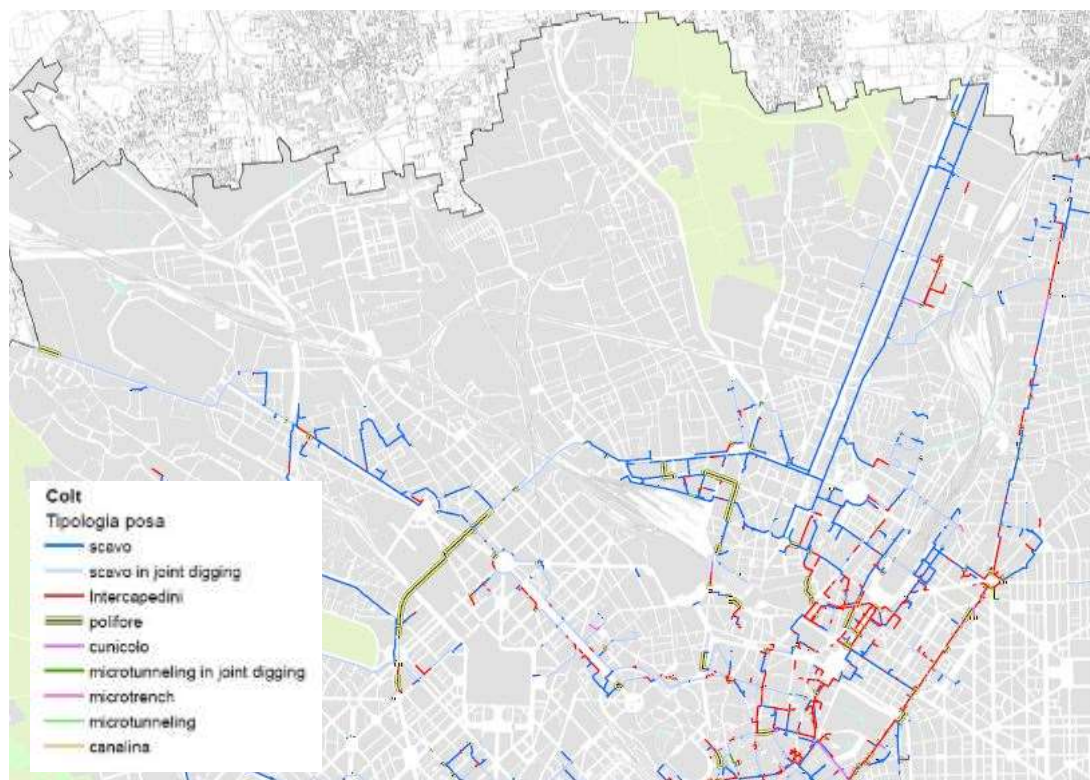 Colt
Tipologia posa
scavo
scavo in joint digging
Intercapedini
polifore
cunicolo
microtunneling in joint digging
microtrench
microtunneling
canalina